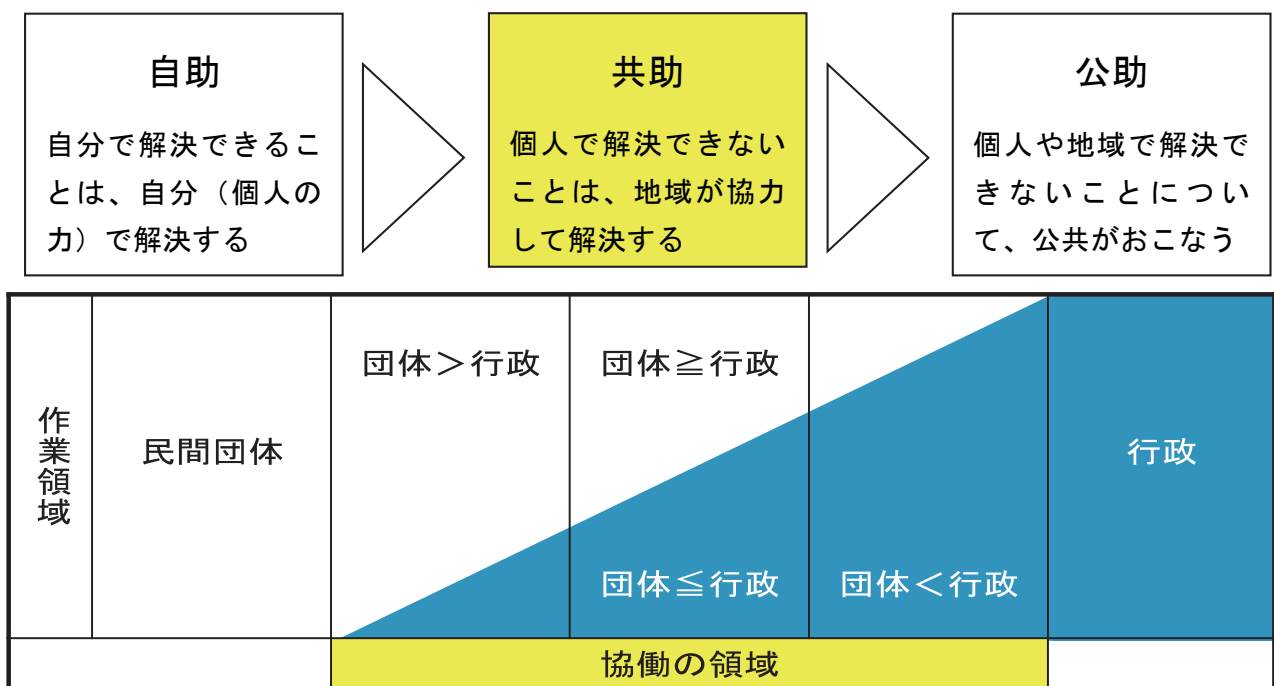 自助
自分で解決できるこ
とは、自分（個人の
力）で解決する
共助
個人で解決できない
ことは、地域が協力
して解決する
公助
個人や地域で解決で
きないことについ
て、公共がおこなう
作業領域
民間団体
団体＞行政
団体≧行政
団体≦行政
団体＜行政
行政
協働の領域